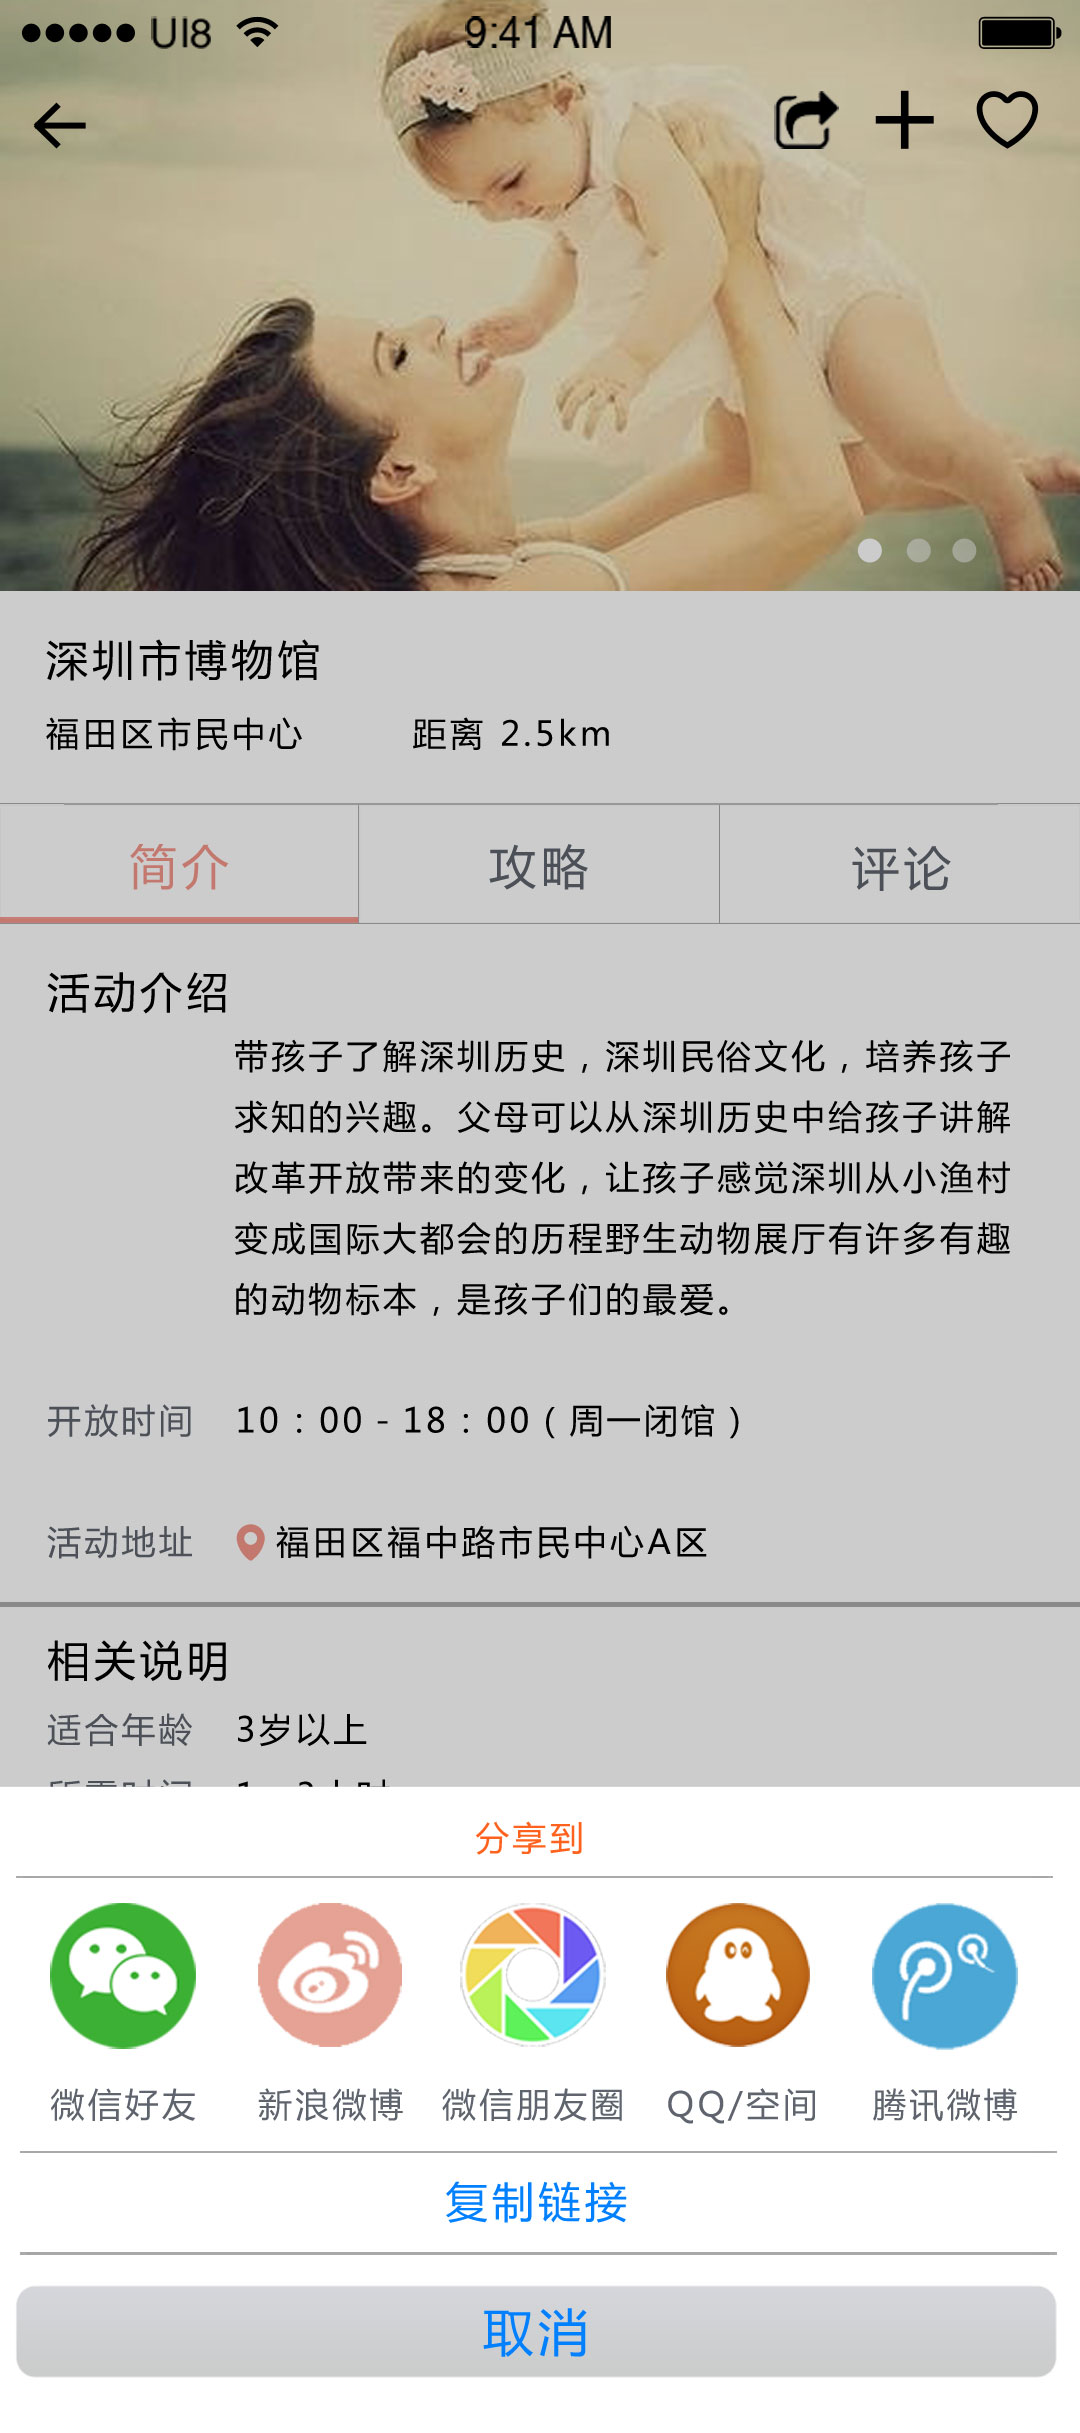 UI8 9:41 AM
深圳市博物馆
福田区市民中心 距离 2.5km
简介 攻略 评论
活动介绍
带孩子了解深圳历史，深圳民俗文化，培养孩子
求知的兴趣。父母可以从深圳历史中给孩子讲解
改革开放带来的变化，让孩子感觉深圳从小渔村
变成国际大都会的历程野生动物展厅有许多有趣
的动物标本，是孩子们的最爱。
开放时间 10：00 - 18：00（周一闭馆）
活动地址 福田区福中路市民中心A区
相关说明
适合年龄 3岁以上
分享到
微信好友 新浪微博 微信朋友圈 QQ/空间 腾讯微博
复制链接
取消